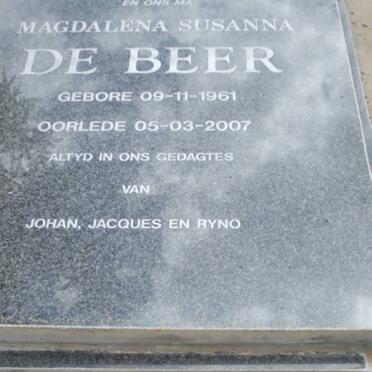 EN ONS MA
MAGDALENA SUSANNA
DE BEER
GEBORE 09-11-1961
OORLEDE 05-03-2007
ALTYD IN ONS GEDAGTES
VAN
JOHAN, JACQUES EN RYNO